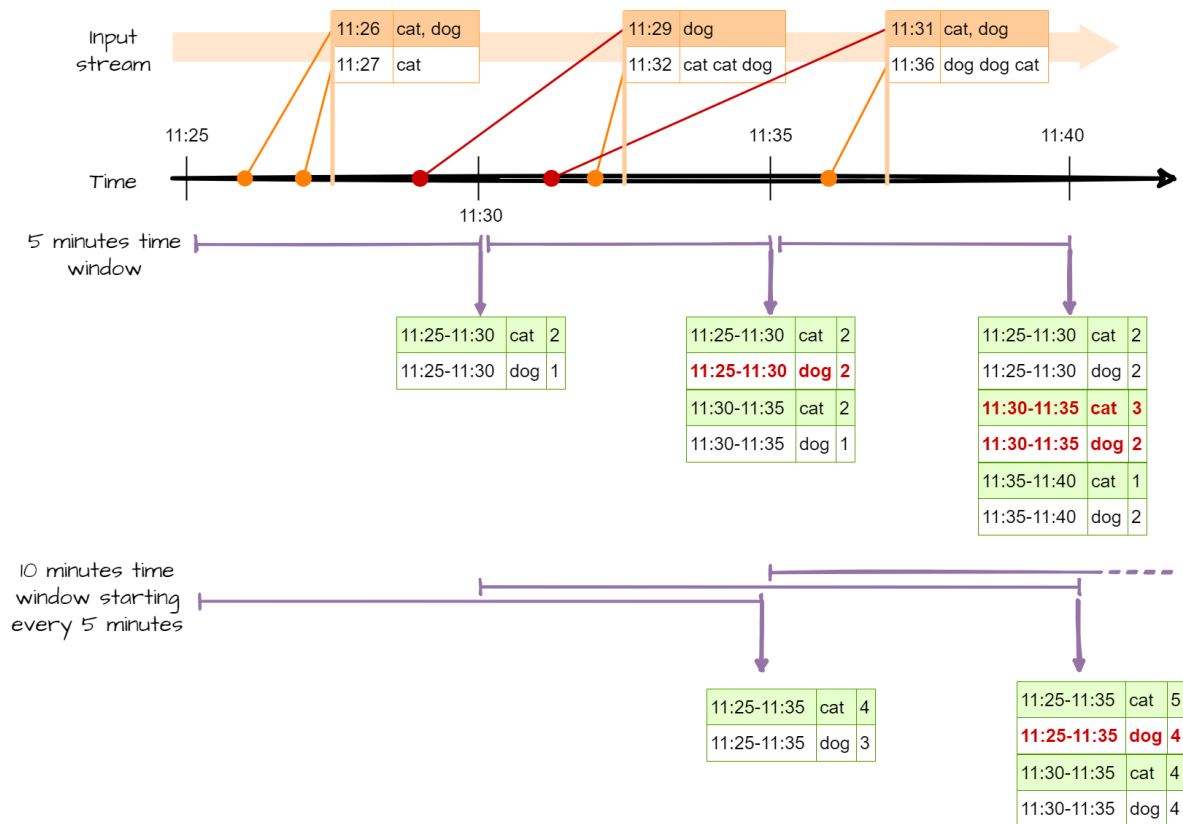 Input
stream
11:26 cat, dog
11:27 cat
11:29 dog
11:32 cat cat dog
11:31 cat, dog
11:36 dog dog cat
11:25
11:35
11:40
Time
11:30
5 minutes time
window
11:25-11:30 cat 2
11:25-11:30 dog 1
11:25-11:30 cat 2
11:25-11:30 dog 2
11:30-11:35 cat 2
11:30-11:35 dog 1
11:25-11:30 cat 2
11:25-11:30 dog 2
11:30-11:35 cat 3
11:30-11:35 dog 2
11:35-11:40 cat 1
11:35-11:40 dog 2
10 minutes time
window starting
every 5 minutes
11:25-11:35 cat 4
11:25-11:35 dog 3
11:25-11:35 cat 5
11:25-11:35 dog 4
11:30-11:35 cat 4
11:30-11:35 dog 4